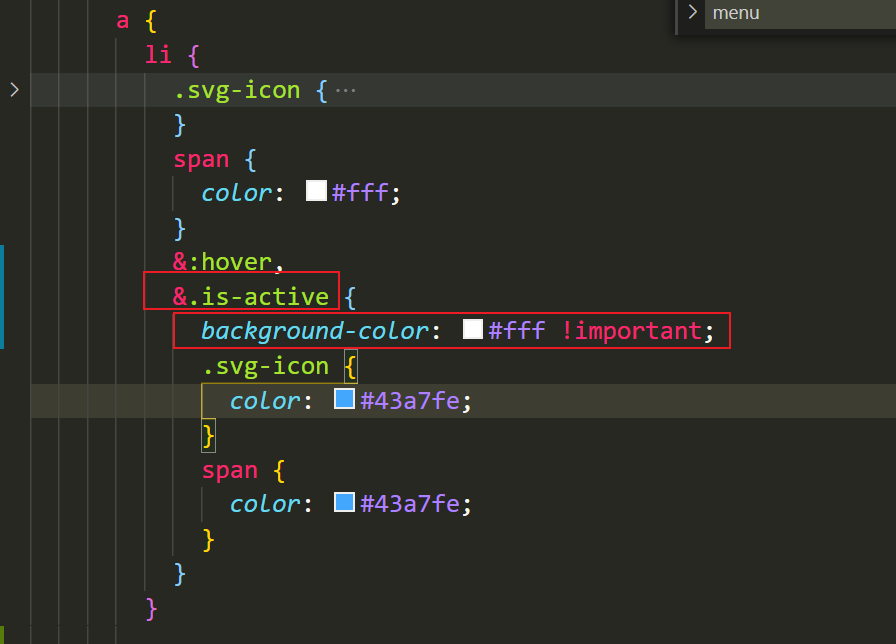 menu
a {
li {
.svg-icon {···
}
span {
color: #fff;
}
&:hover,
&.is-active {
background-color: #fff !important;
.svg-icon {
color: #43a7fe;
}
span {
color: #43a7fe;
}
}
}